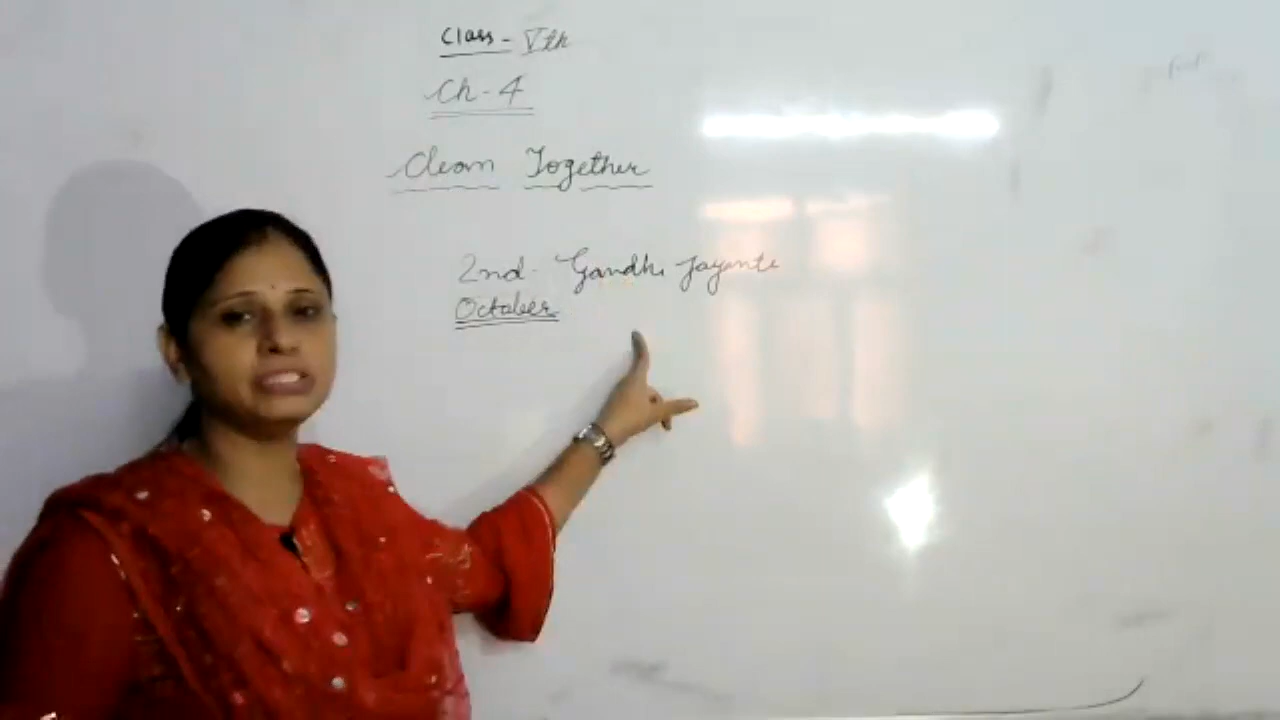 Class - Vth
Ch - 4
Clean Together
2nd - Gandhi Jayanti
October